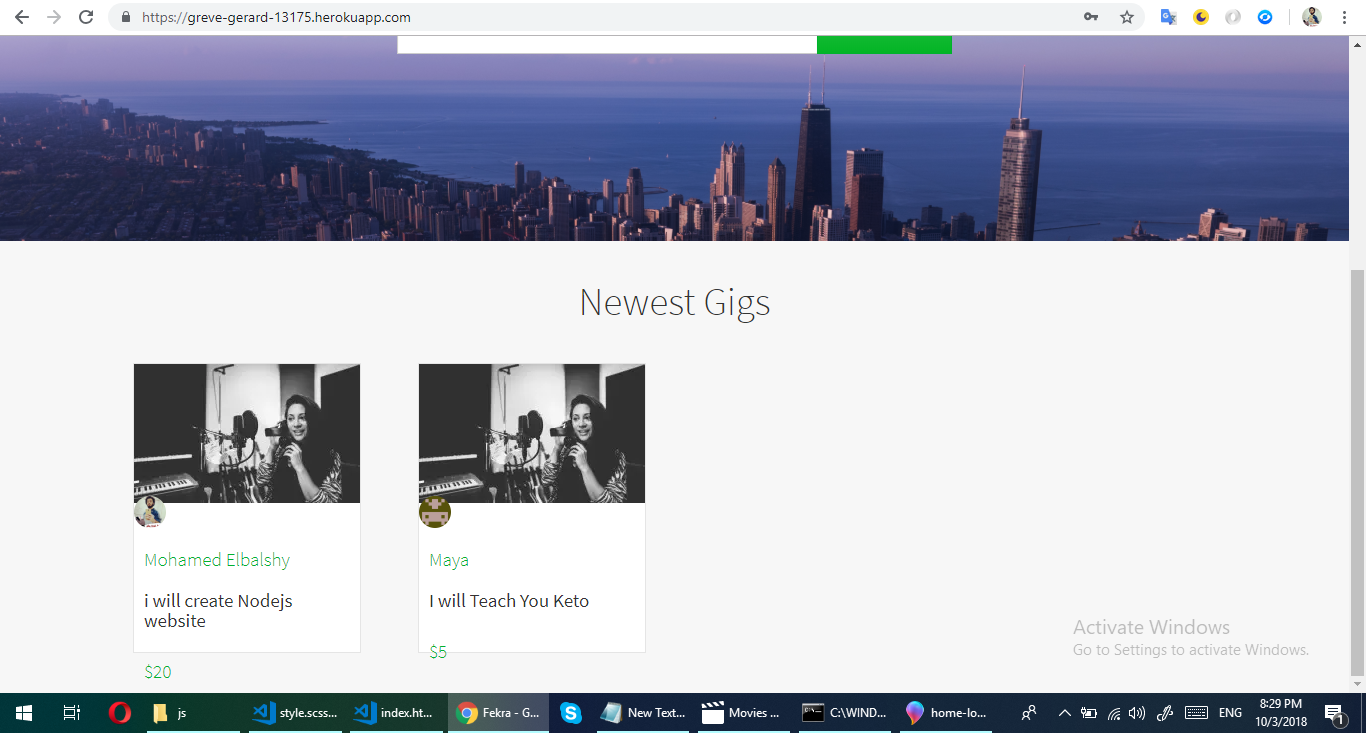 https://greve-gerard-13175.herokuapp.com
Newest Gigs
Mohamed Elbalshy
i will create Nodejs
website
$20
Maya
I will Teach You Keto
$5
Activate Windows
Go to Settings to activate Windows.
js
style.scss...
index.ht...
Fekra - G...
New Text...
Movies ...
C:\WIND...
home-lo...
ENG
8:29 PM
10/3/2018
1